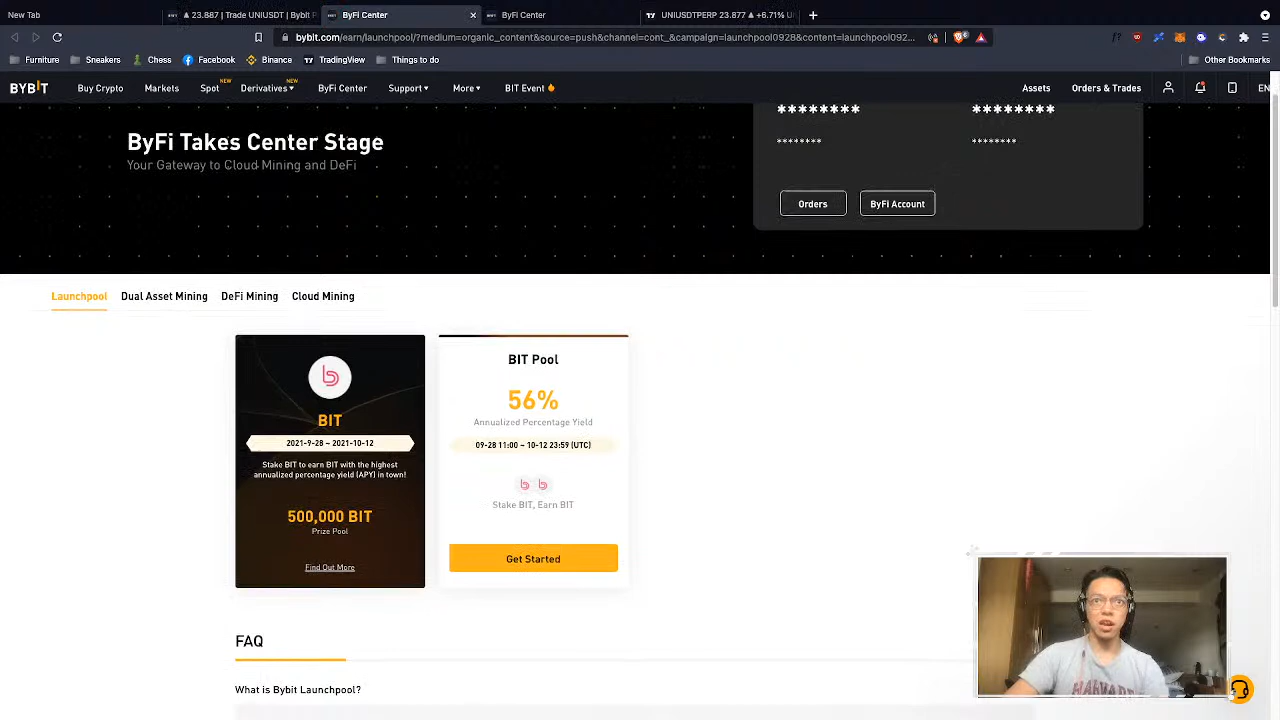 New Tab
▲ 23.887 | Trade UNIUSDT | Byb
ByFi Center
ByFi Center
UNIUSDTPERP 23.877 ▲ +6.71%
bybit.com/earn/launchpool/?medium=organic_content&source=push&channel=cont_&campaign=launchpool0928&content=launchpool092...
Furniture
Sneakers
Chess
Facebook
Binance
TradingView
Things to do
Other Bookmarks
BYBIT
Buy Crypto
Markets
Spot NEW
Derivatives NEW
ByFi Center
Support
More
BIT Event
Assets
Orders & Trades
EN
******** ********
******** ********
ByFi Takes Center Stage
Your Gateway to Cloud Mining and DeFi
Orders
ByFi Account
Launchpool
Dual Asset Mining
DeFi Mining
Cloud Mining
BIT
2021-9-28 ~ 2021-10-12
Stake BIT to earn BIT with the highest
annualized percentage yield (APY) in town!
500,000 BIT
Prize Pool
Find Out More
BIT Pool
56%
Annualized Percentage Yield
09-28 11:00 ~ 10-12 23:59 (UTC)
Stake BIT, Earn BIT
Get Started
FAQ
What is Bybit Launchpool?
HARVARD